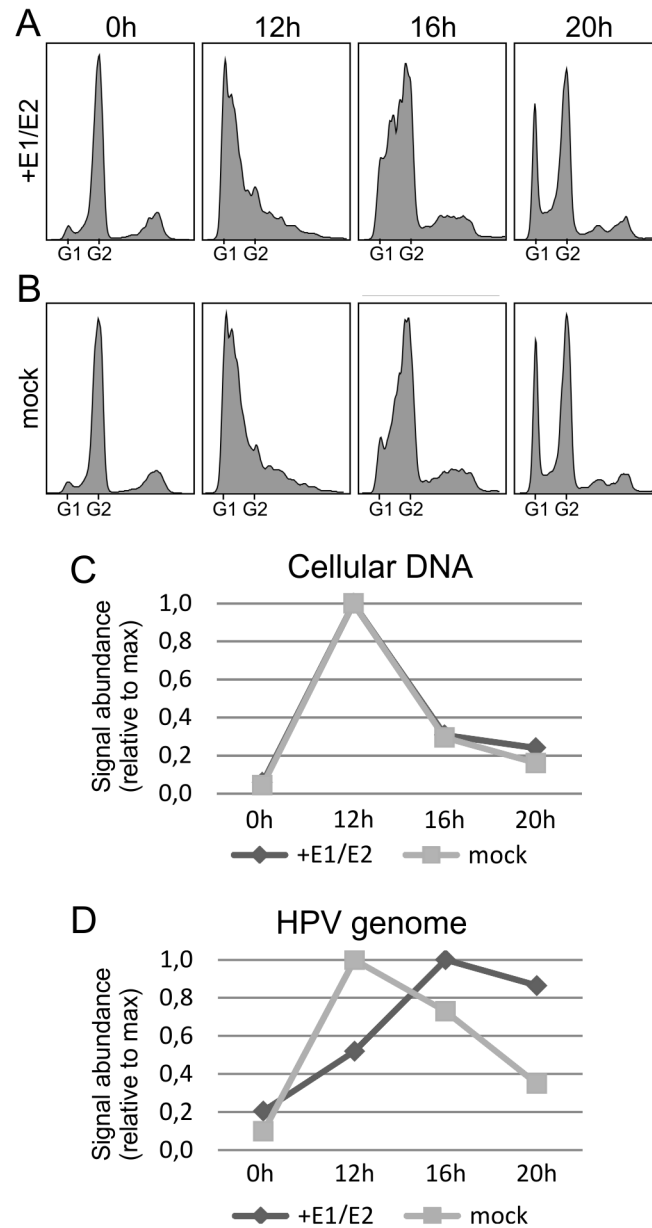 A
0h 12h 16h 20h
+E1/E2
G1 G2 G1 G2 G1 G2 G1 G2
B
mock
G1 G2 G1 G2 G1 G2 G1 G2
C
Cellular DNA
Signal abundance
(relative to max)
1,0
0,8
0,6
0,4
0,2
0,0
0h 12h 16h 20h
+E1/E2 mock
D
HPV genome
Signal abundance
(relative to max)
1,0
0,8
0,6
0,4
0,2
0,0
0h 12h 16h 20h
+E1/E2 mock